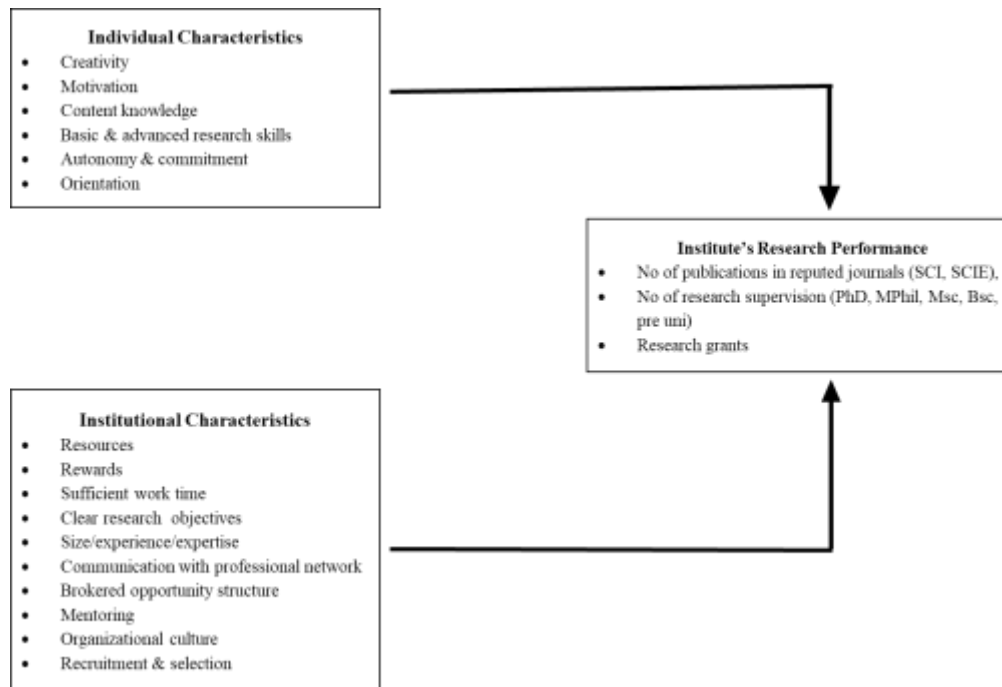 Individual Characteristics
• Creativity
• Motivation
• Content knowledge
• Basic & advanced research skills
• Autonomy & commitment
• Orientation
Institute's Research Performance
• No of publications in reputed journals (SCI, SCIE),
• No of research supervision (PhD, MPhil, Msc, Bsc,
pre uni)
• Research grants
Institutional Characteristics
• Resources
• Rewards
• Sufficient work time
• Clear research objectives
• Size/experience/expertise
• Communication with professional network
• Brokered opportunity structure
• Mentoring
• Organizational culture
• Recruitment & selection